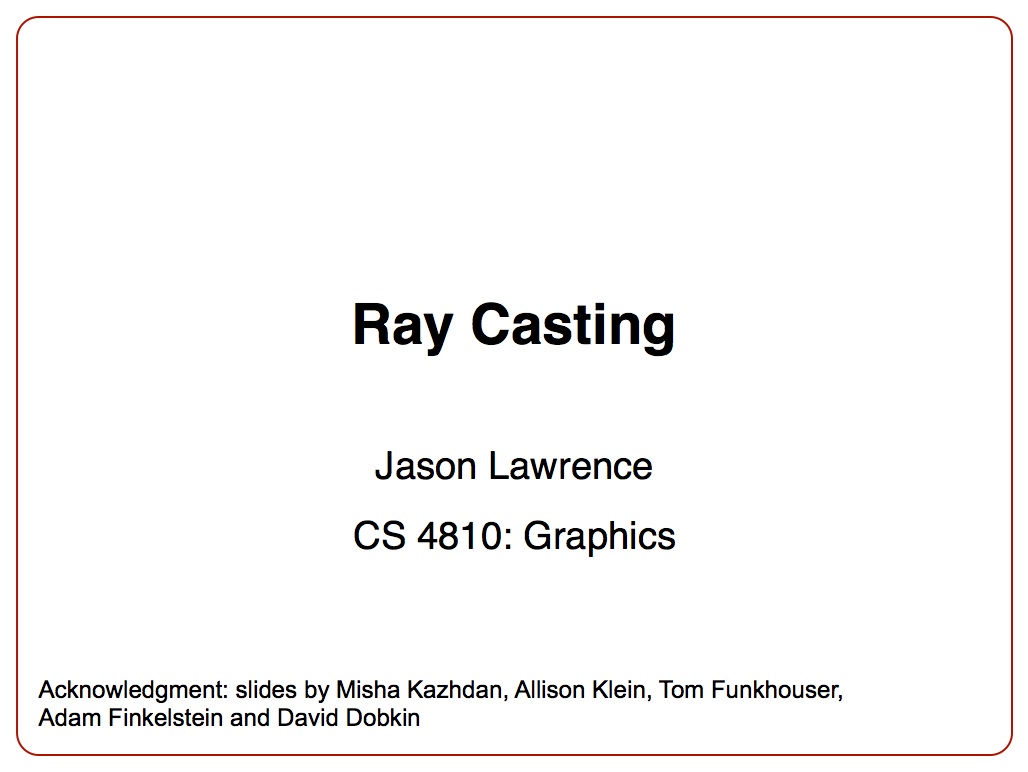 Ray Casting
Jason Lawrence
CS 4810: Graphics
Acknowledgment: slides by Misha Kazhdan, Allison Klein, Tom Funkhouser,
Adam Finkelstein and David Dobkin